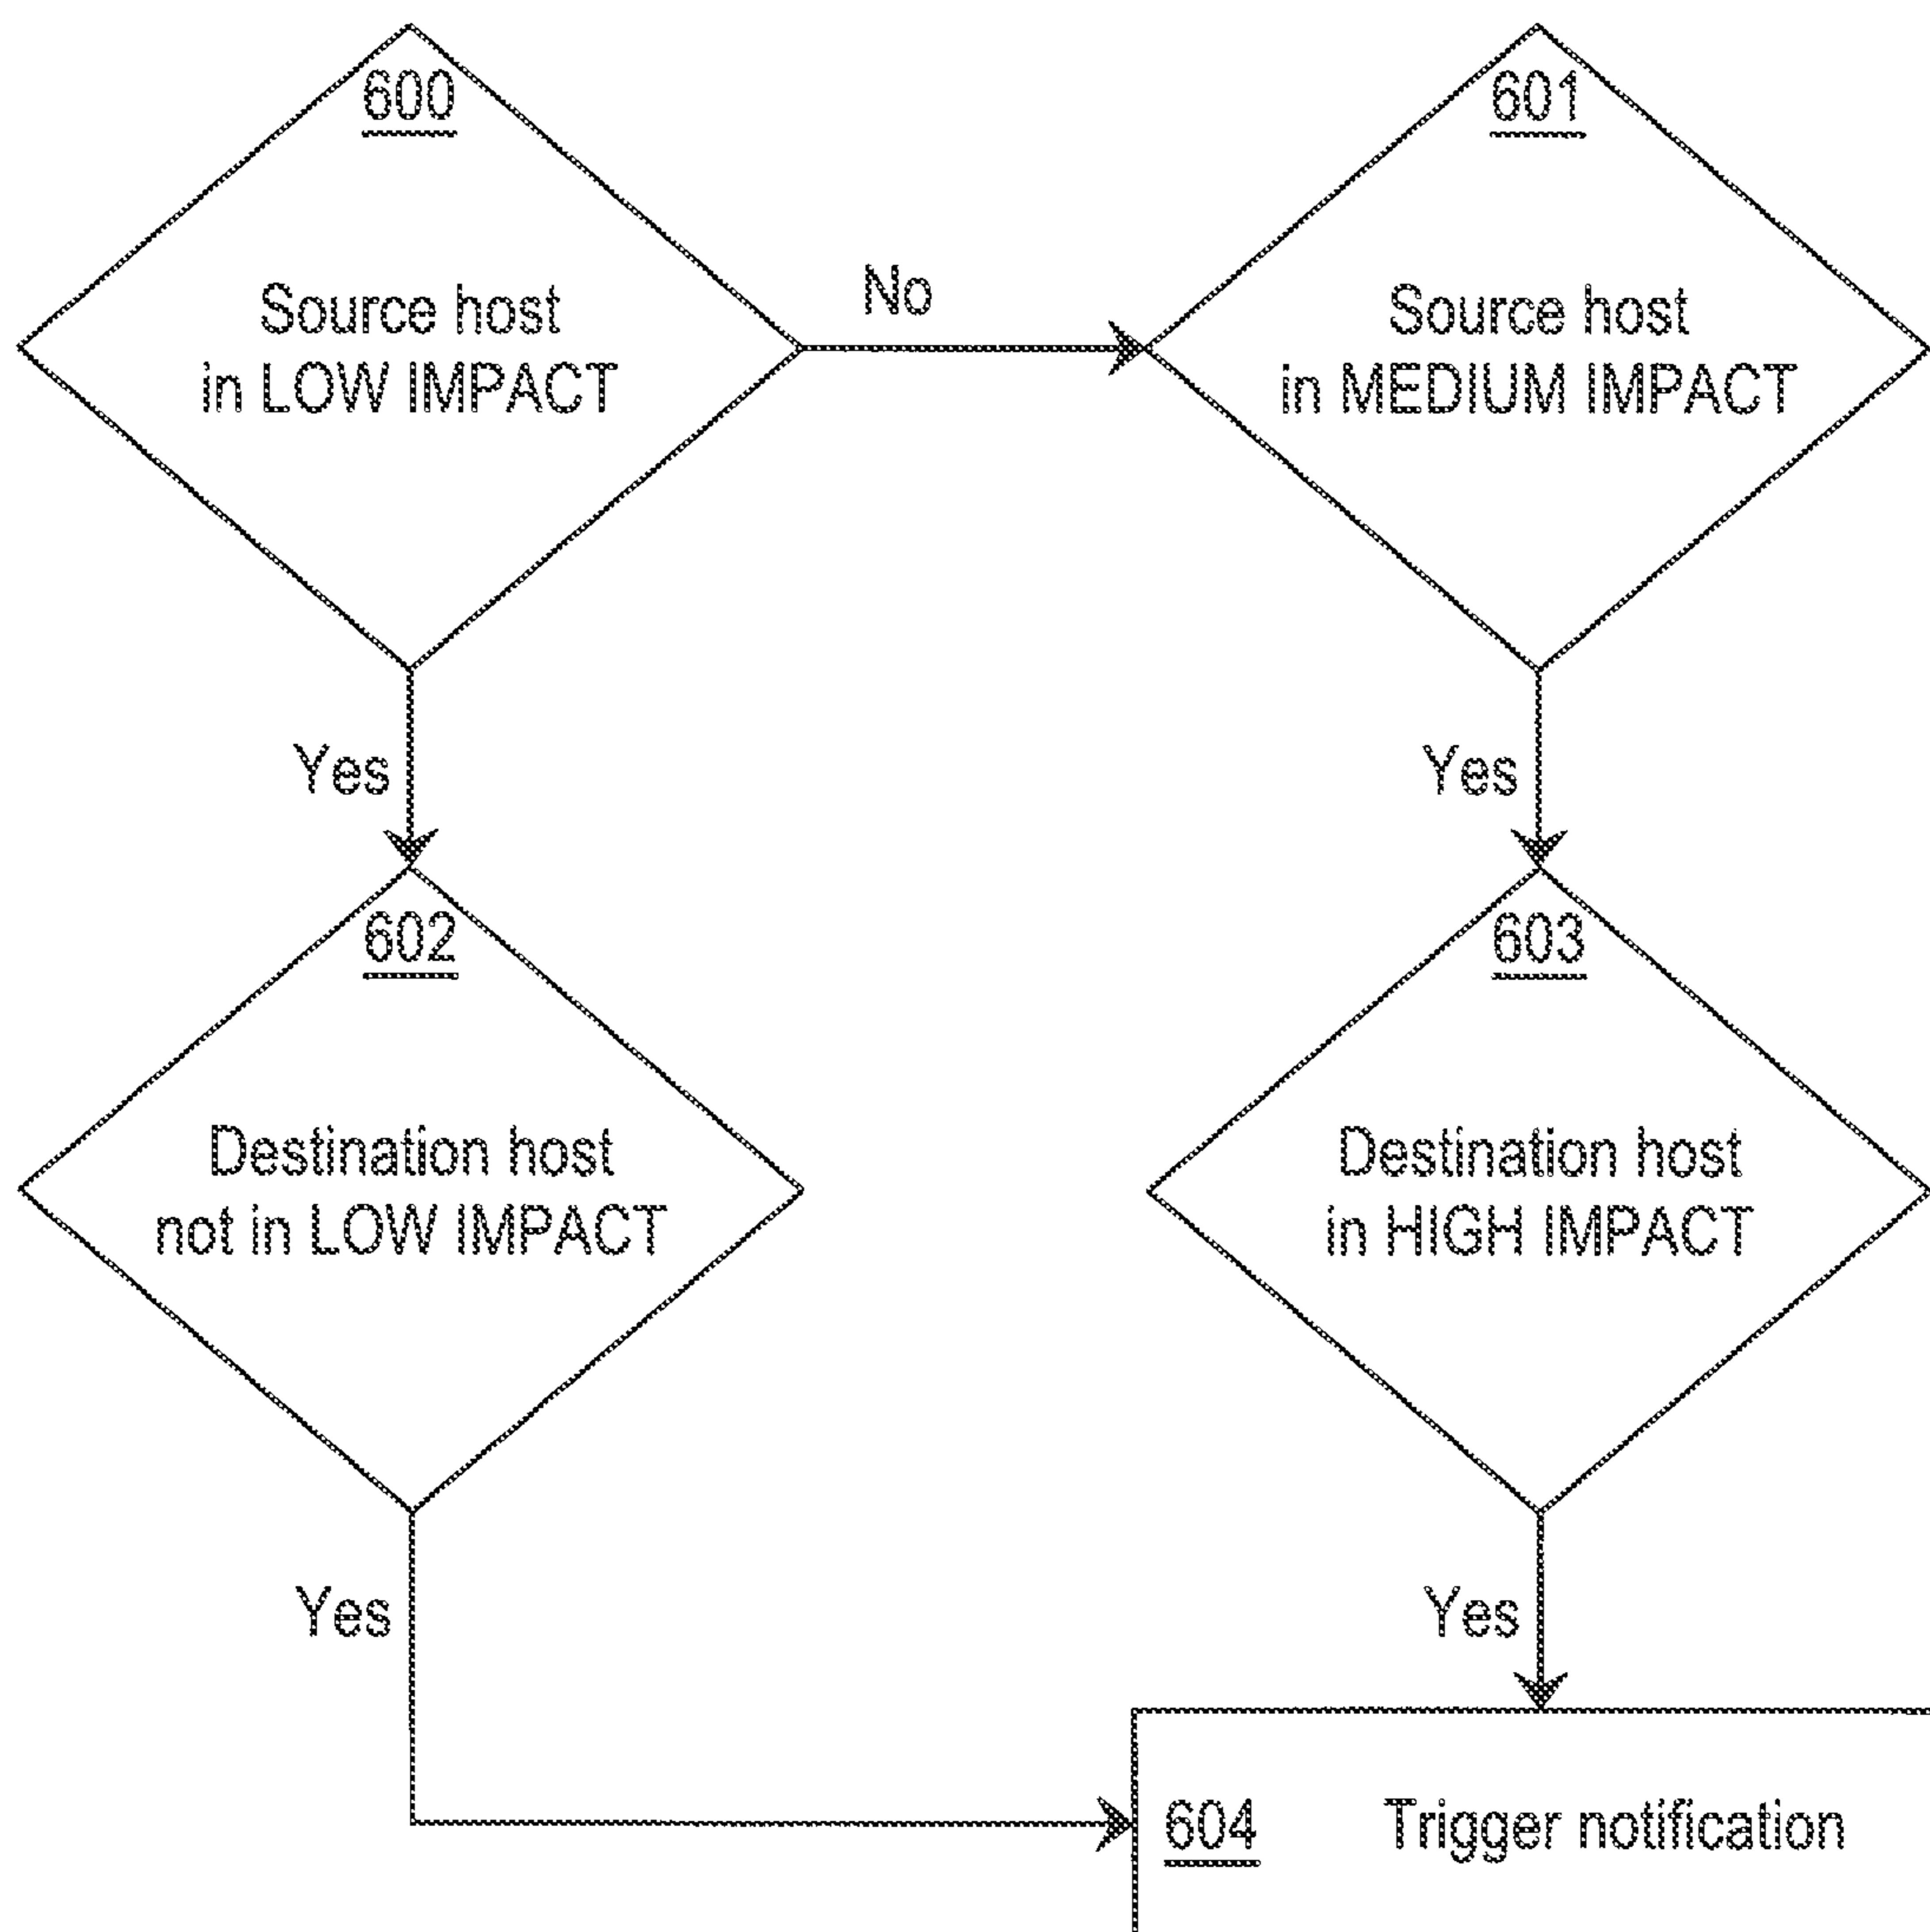 600
Source host
in LOW IMPACT
No
601
Source host
in MEDIUM IMPACT
Yes
Yes
602
Destination host
not in LOW IMPACT
603
Destination host
in HIGH IMPACT
Yes
Yes
604
Trigger notification